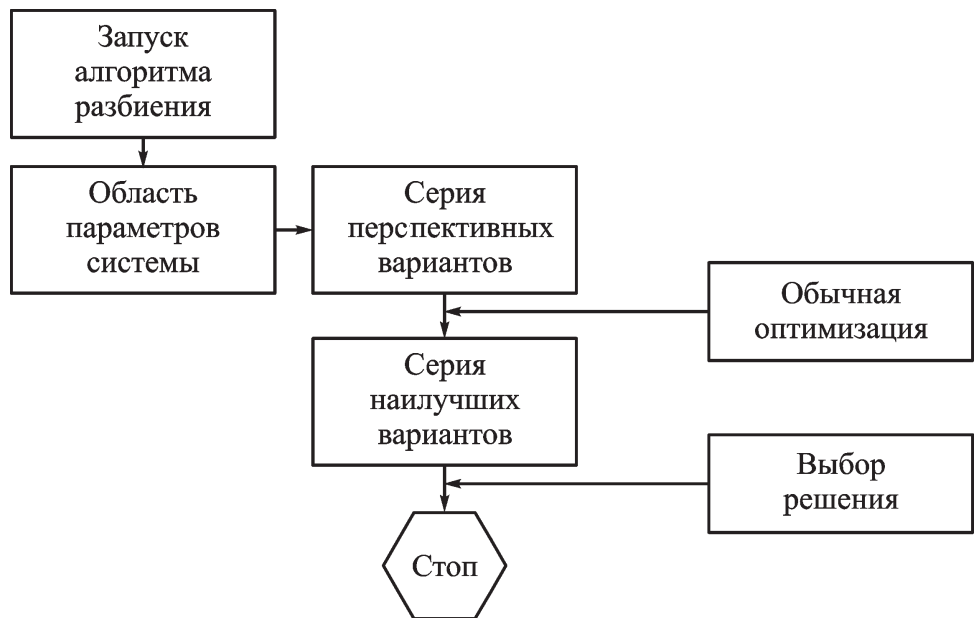 Запуск
алгоритма
разбиения
Область
параметров
системы
Серия
перспективных
вариантов
Обычная
оптимизация
Серия
наилучших
вариантов
Выбор
решения
Стоп